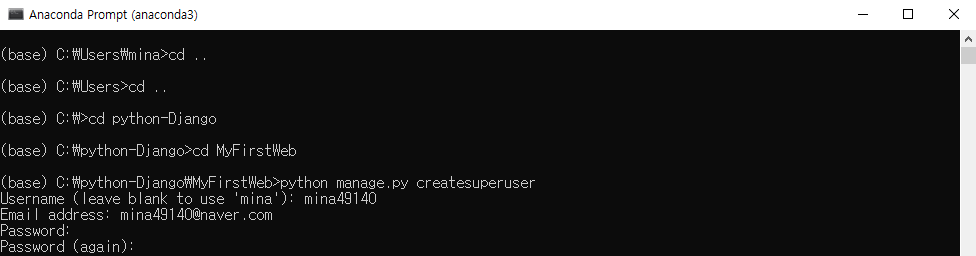 Anaconda Prompt (anaconda3)
(base) C:₩Users₩mina>cd ..
(base) C:₩Users>cd ..
(base) C:₩>cd python-Django
(base) C:₩python-Django>cd MyFirstWeb
(base) C:₩python-Django₩MyFirstWeb>python manage.py createsuperuser
Username (leave blank to use 'mina'): mina49140
Email address: mina49140@naver.com
Password:
Password (again):